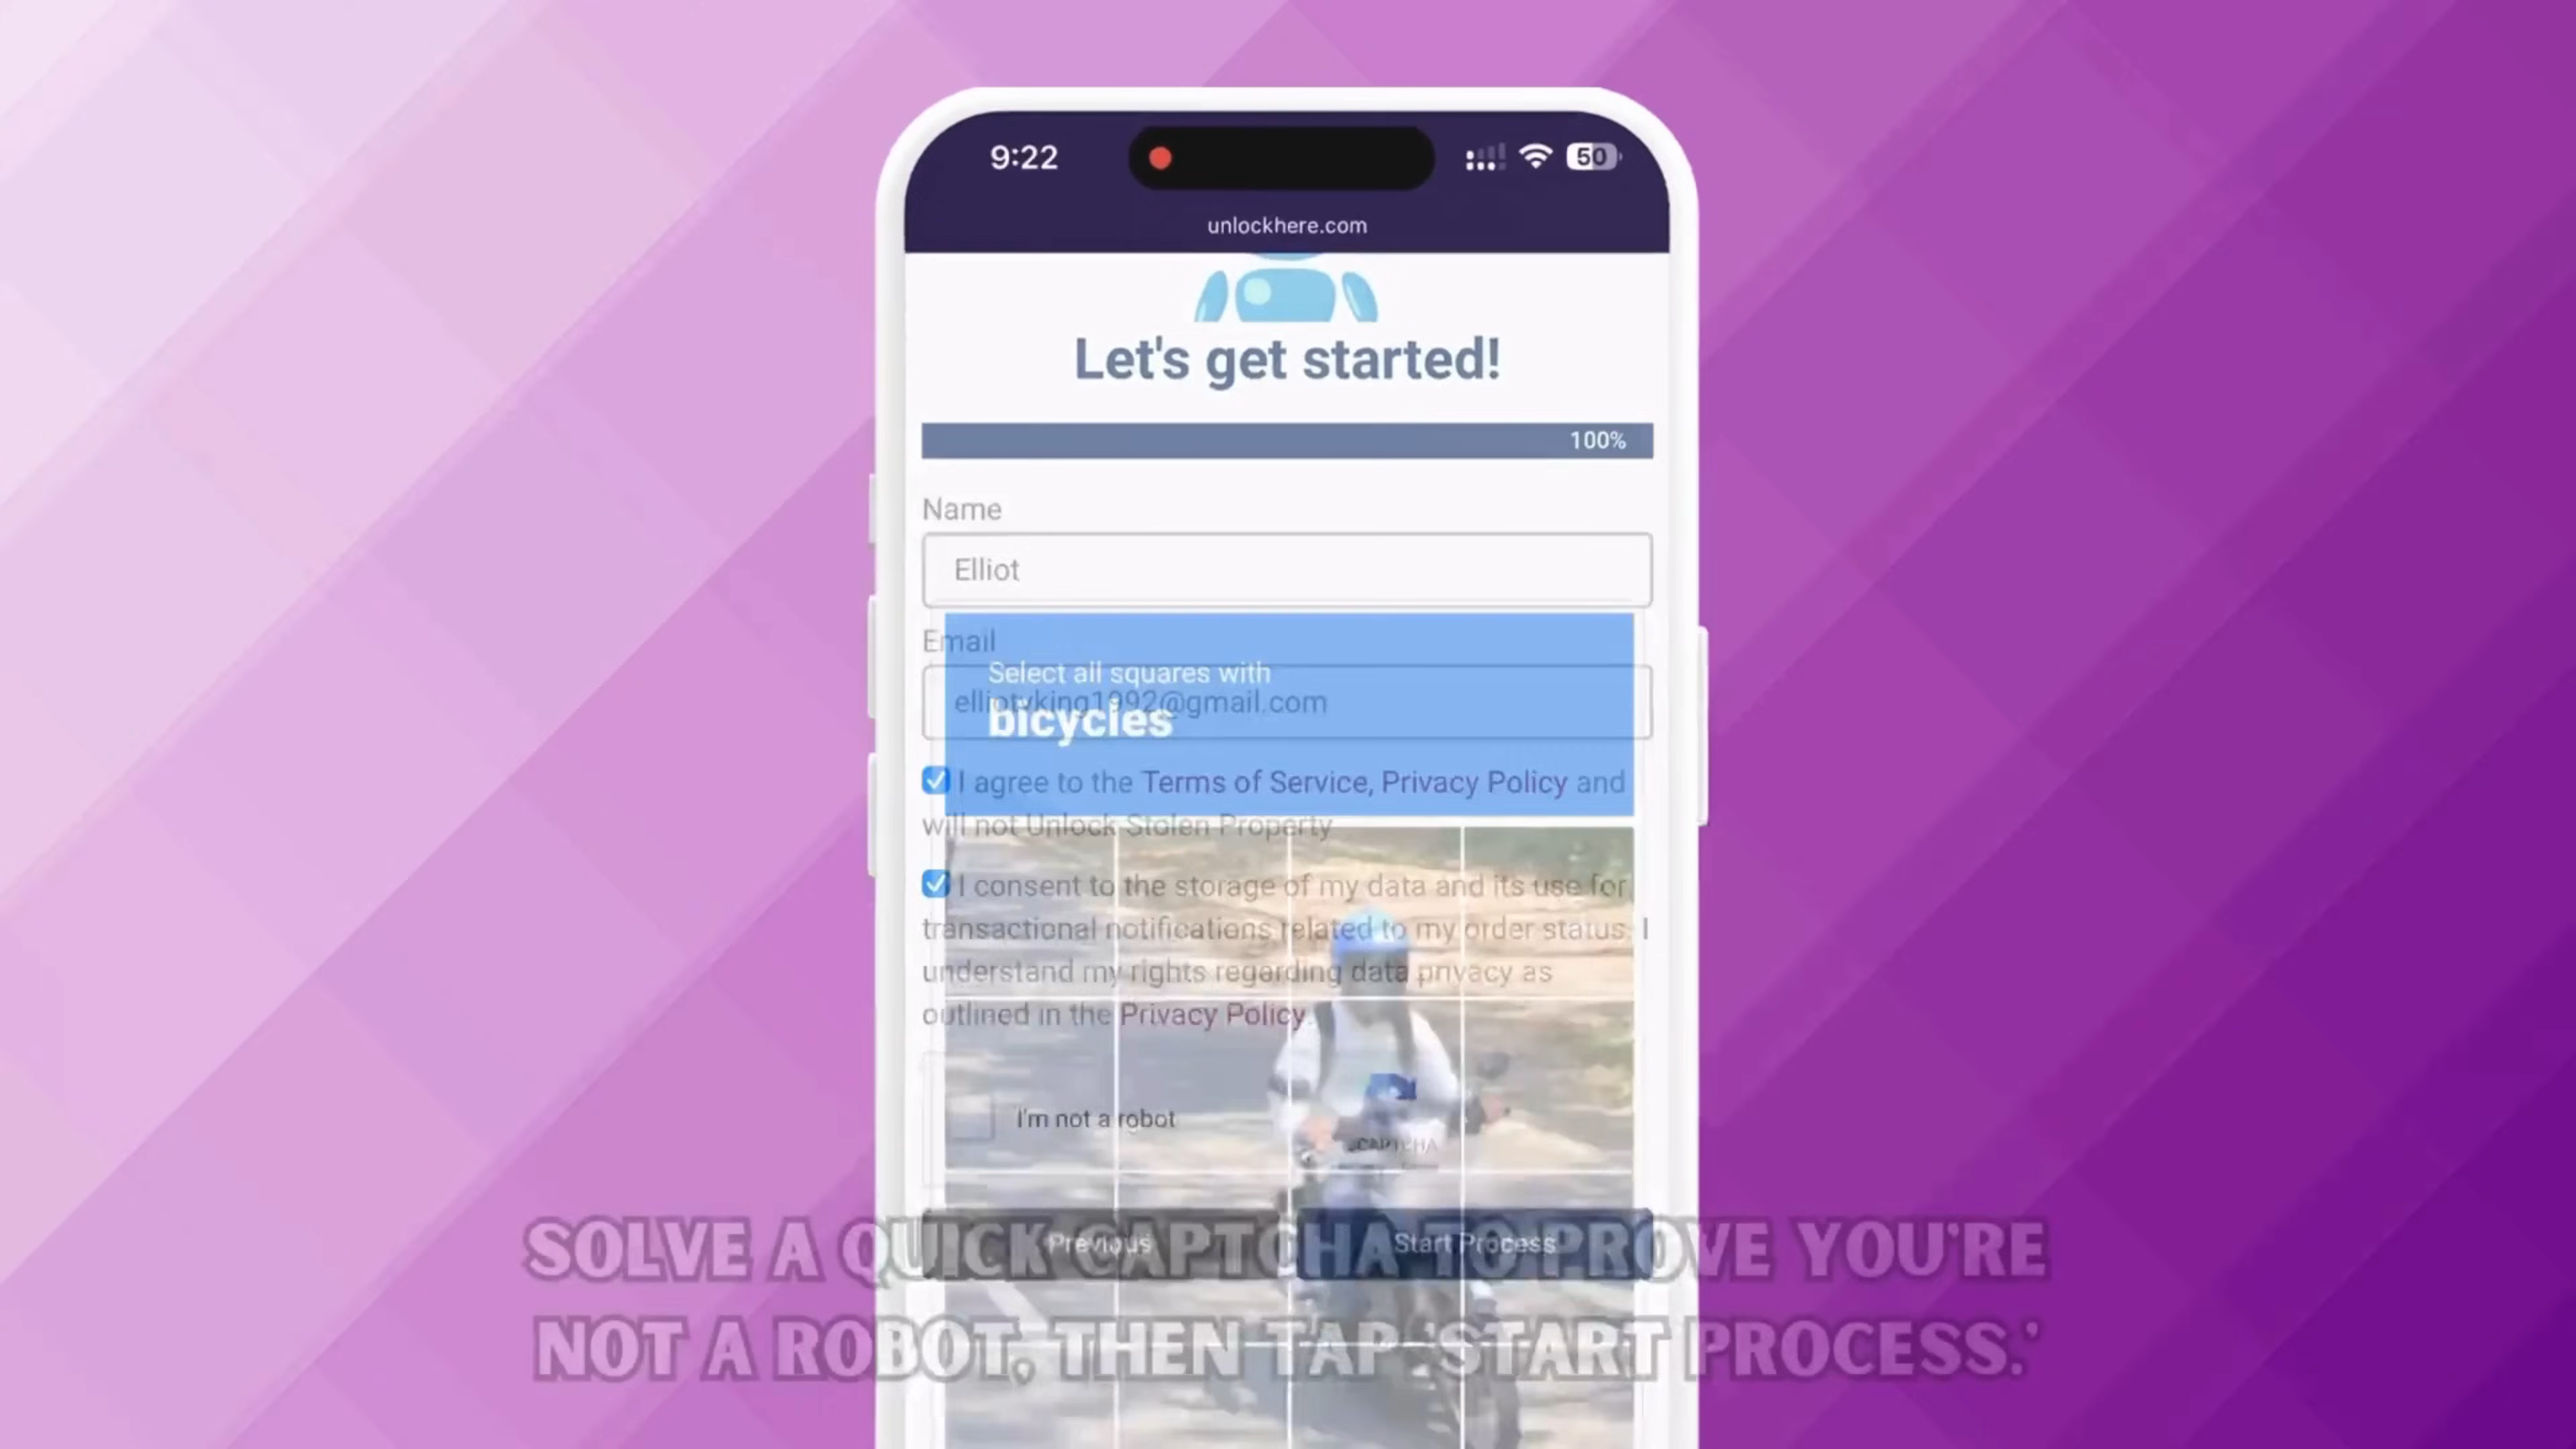 9:22
50
unlockhere.com
Let's get started!
100%
Name
Elliot
Email
Select all squares with
bicycles
I agree to the Terms of Service, Privacy Policy and
will not Unlock Stolen Property
I consent to the storage of my data and its use for
transactional notifications related to my order status. I
understand my rights regarding data privacy as
outlined in the Privacy Policy.
I'm not a robot
reCAPTCHA
Previous
Start Process
SOLVE A QUICK CAPTCHA TO PROVE YOU'RE
NOT A ROBOT, THEN TAP 'START PROCESS.'